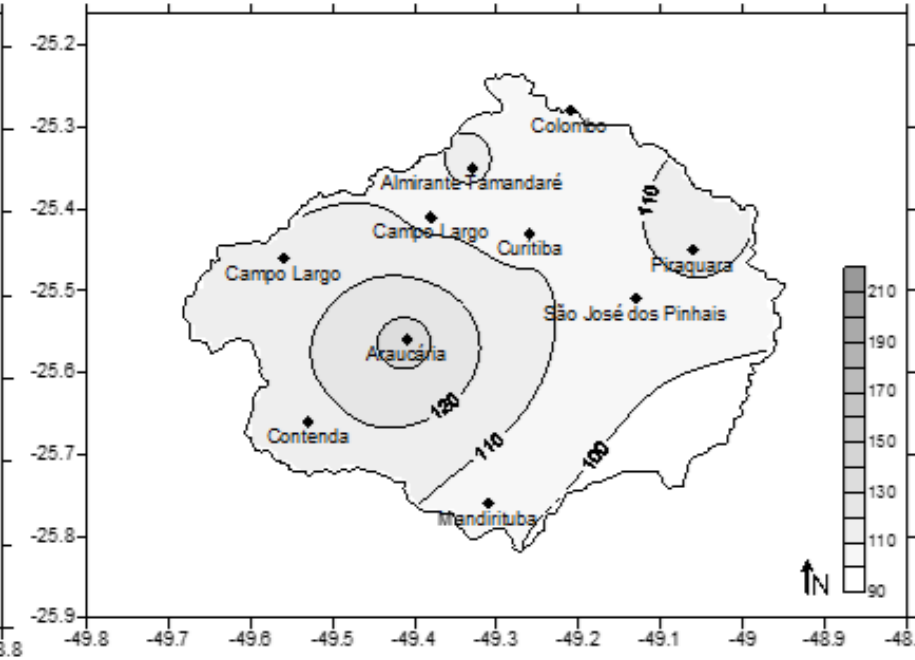 -25.2
-25.3
Colombo
Almirante Tamandaré
110
-25.4
Campo Largo
Curitiba
Campo Largo
Piraquara
-25.5
São José dos Pinhais
210
Araucária
190
-25.6
120
170
Contenda
110
100
150
-25.7
130
Mandirituba
110
-25.8
N
90
-25.9
8.8
-49.8
-49.7
-49.6
-49.5
-49.4
-49.3
-49.2
-49.1
-49
-48.9
-48.